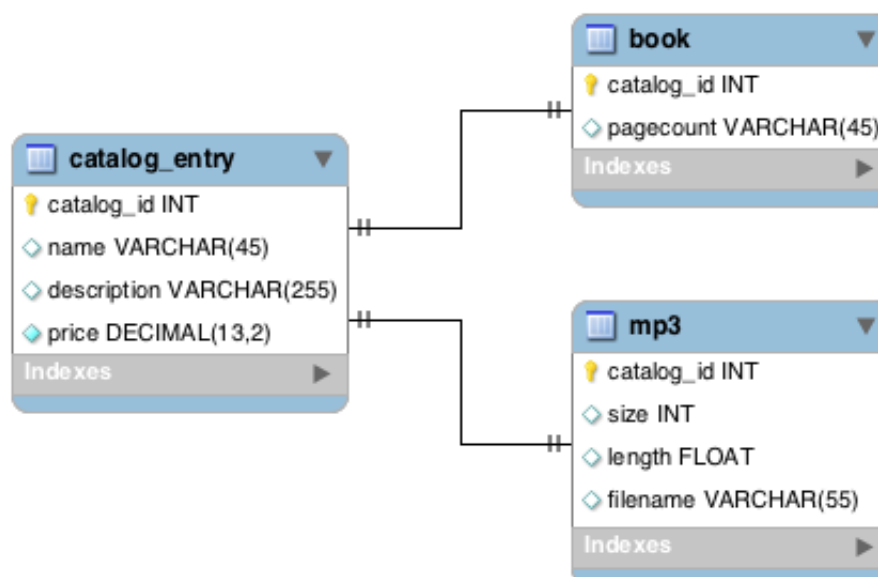 catalog_entry
catalog_id INT
name VARCHAR(45)
description VARCHAR(255)
price DECIMAL(13,2)
Indexes
book
catalog_id INT
pagecount VARCHAR(45)
Indexes
mp3
catalog_id INT
size INT
length FLOAT
filename VARCHAR(55)
Indexes